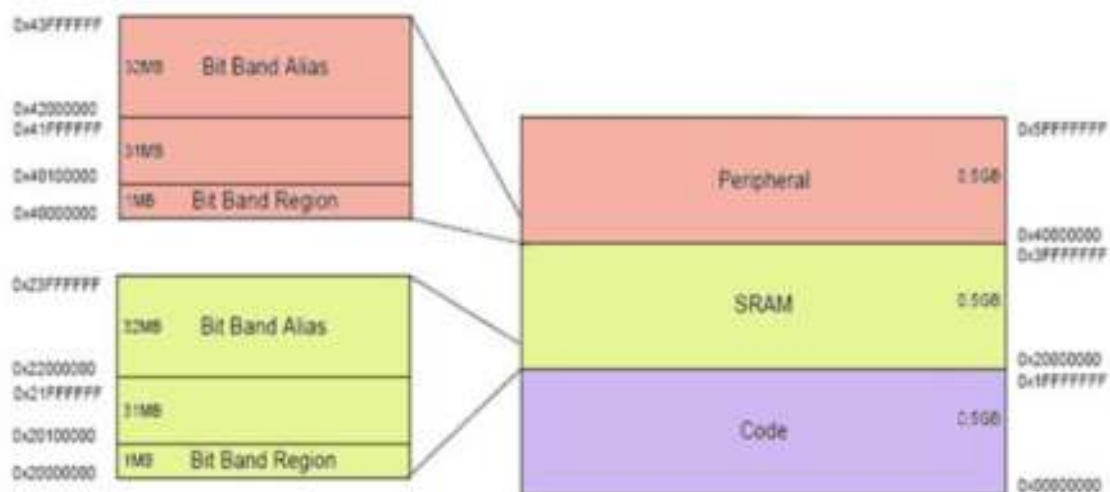 0x43FFFFFF
32MB Bit Band Alias
0x42000000
0x41FFFFFF
31MB
0x40100000
1MB Bit Band Region
0x40000000
0x23FFFFFF
32MB Bit Band Alias
0x22000000
0x21FFFFFF
31MB
0x20100000
1MB Bit Band Region
0x20000000
0x5FFFFFFF
Peripheral 0.5GB
0x40000000
0x3FFFFFFF
SRAM 0.5GB
0x20000000
0x1FFFFFFF
Code 0.5GB
0x00000000